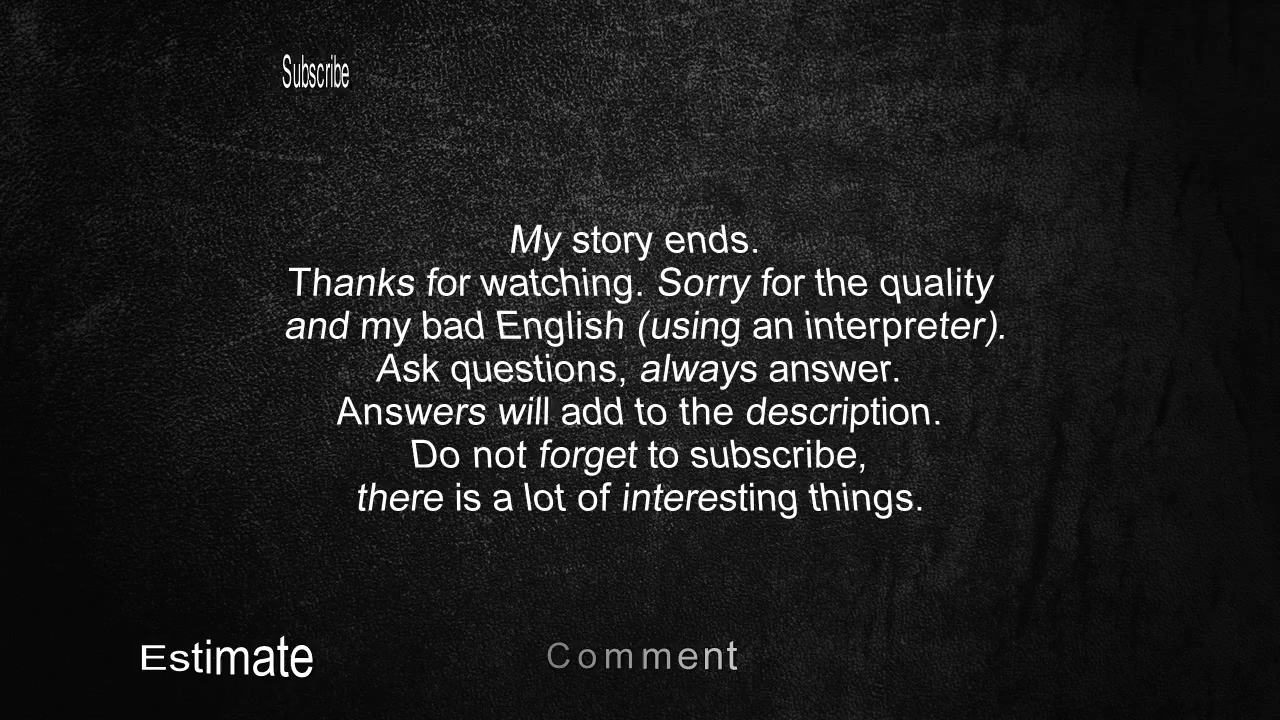 Subscribe
My story ends.
Thanks for watching. Sorry for the quality
and my bad English (using an interpreter).
Ask questions, always answer.
Answers will add to the description.
Do not forget to subscribe,
there is a lot of interesting things.
Estimate
Comment